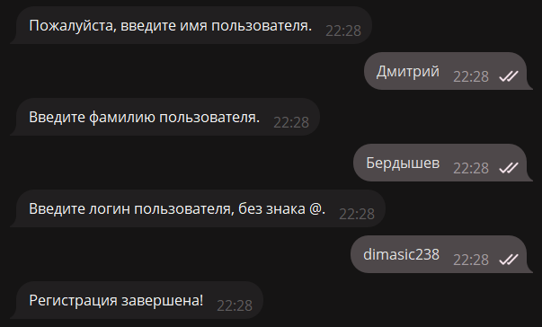 Пожалуйста, введите имя пользователя. 22:28
Дмитрий 22:28
Введите фамилию пользователя. 22:28
Бердышев 22:28
Введите логин пользователя, без знака @. 22:28
dimasic238 22:28
Регистрация завершена! 22:28